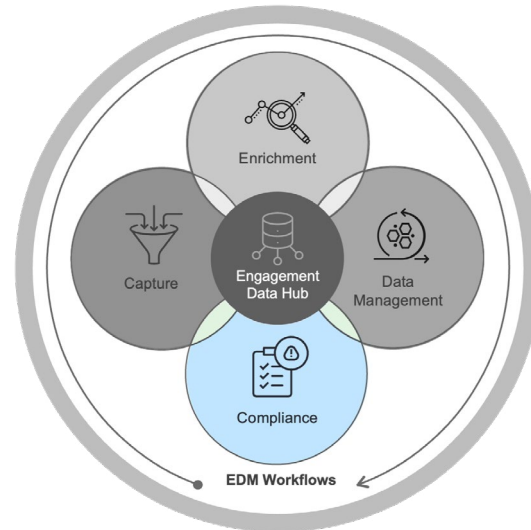 Enrichment
Capture
Engagement
Data Hub
Data
Management
Compliance
EDM Workflows